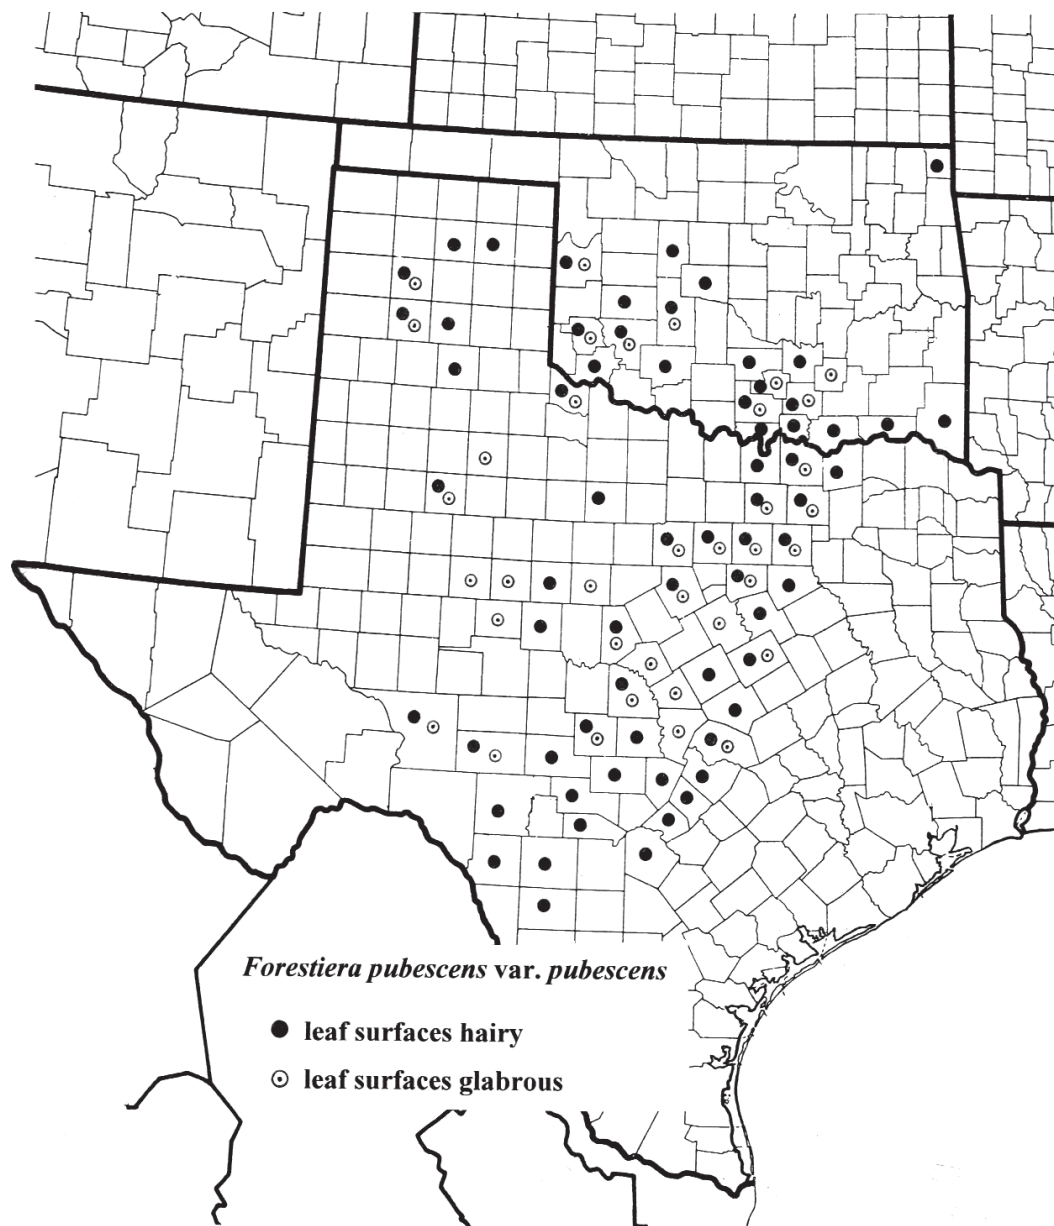 Forestiera pubescens var. pubescens
leaf surfaces hairy
leaf surfaces glabrous